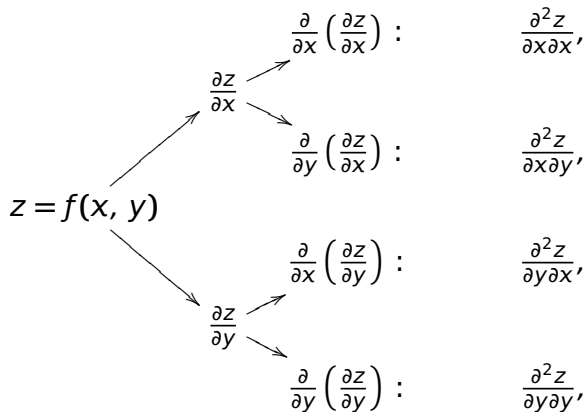 ∂/∂x (∂z/∂x) : ∂²z/∂x∂x,
∂z/∂x
∂/∂y (∂z/∂x) : ∂²z/∂x∂y,
z = f(x, y)
∂/∂x (∂z/∂y) : ∂²z/∂y∂x,
∂z/∂y
∂/∂y (∂z/∂y) : ∂²z/∂y∂y,